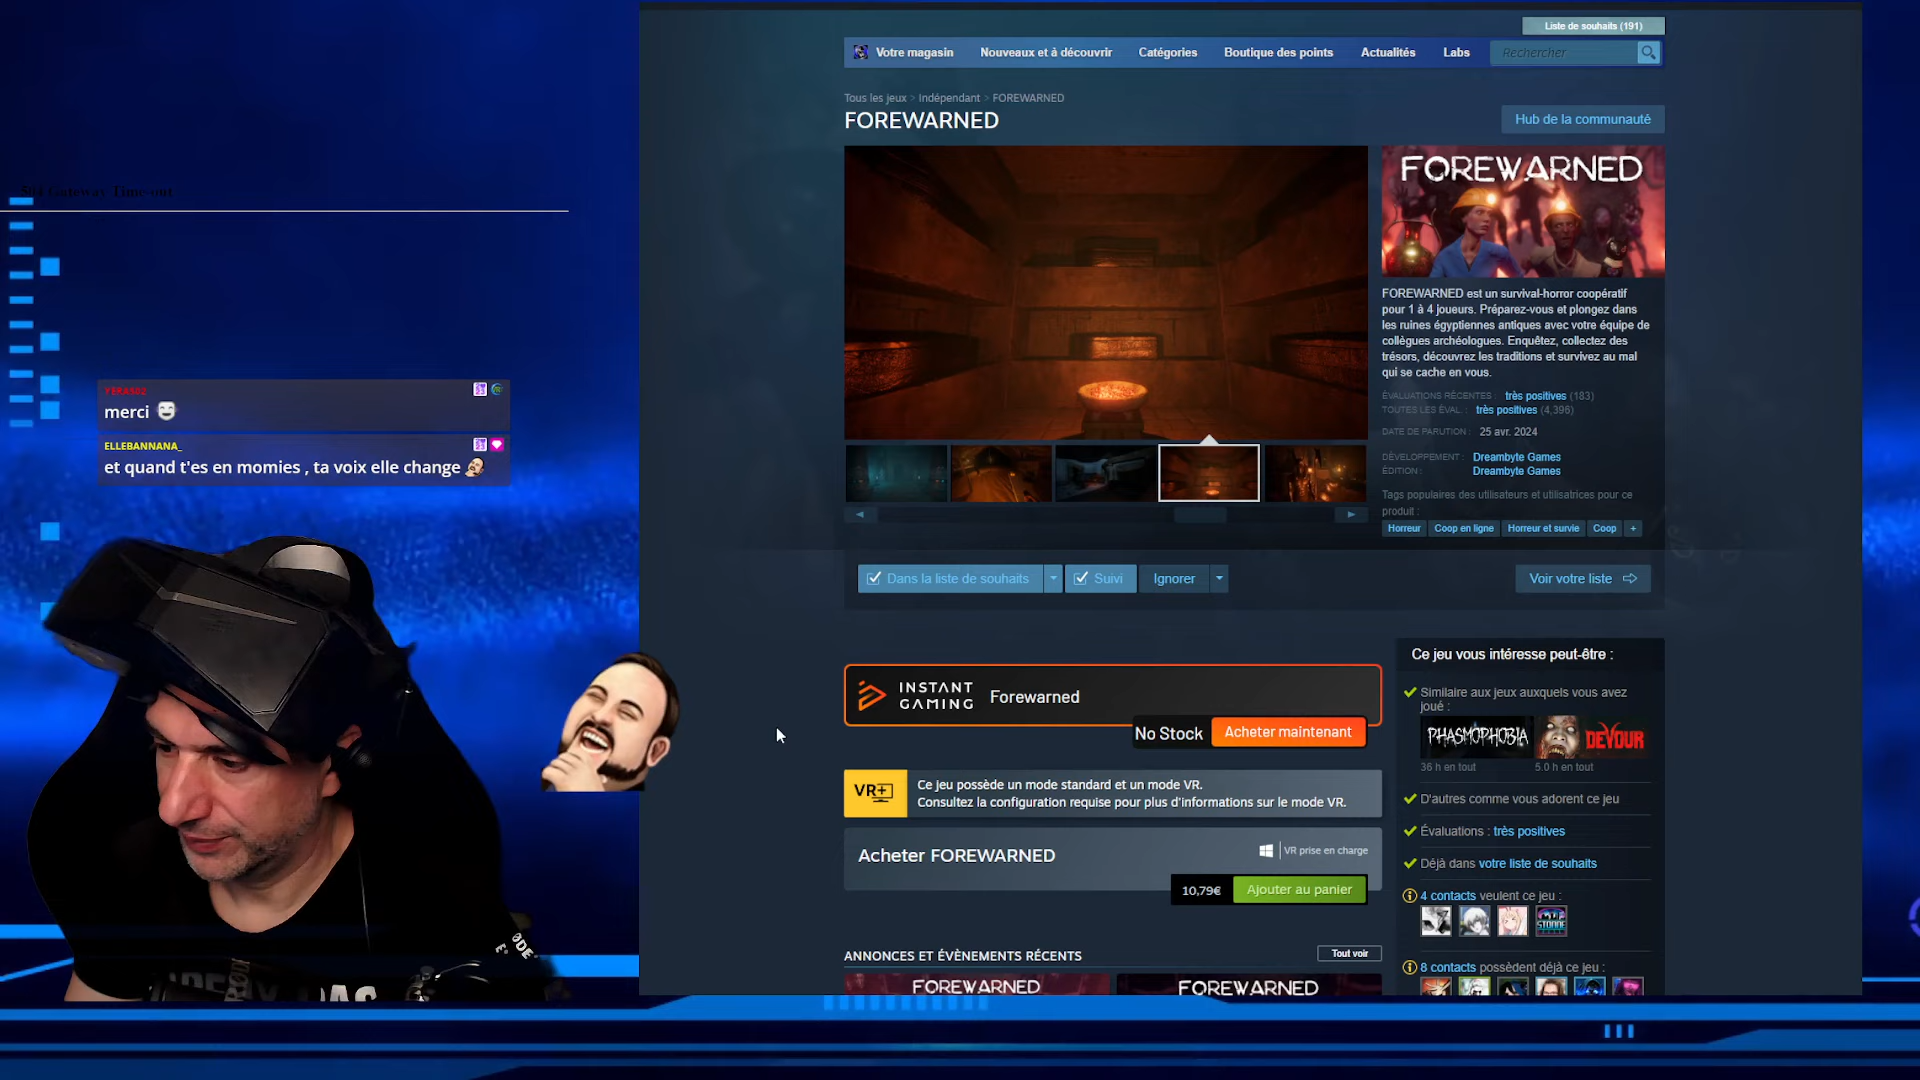 Liste de souhaits (191)
Votre magasin
Nouveaux et à découvrir
Catégories
Boutique des points
Actualités
Labs
Rechercher
Tous les jeux > Indépendant > FOREWARNED
FOREWARNED
Hub de la communauté
FOREWARNED
FOREWARNED est un survival-horror coopératif
pour 1 à 4 joueurs. Préparez-vous et plongez dans
les ruines égyptiennes antiques avec votre équipe de
collègues archéologues. Enquêtez, collectez des
trésors, découvrez les traditions et survivez au mal
qui se cache en vous.
ÉVALUATIONS RÉCENTES : très positives (183)
TOUTES LES ÉVAL. : très positives (4,396)
DATE DE PARUTION : 25 avr. 2024
DÉVELOPPEMENT : Dreambyte Games
ÉDITION : Dreambyte Games
Tags populaires des utilisateurs et utilisatrices pour ce
produit :
Horreur
Coop en ligne
Horreur et survie
Coop
+
504 Gateway Time-out
YERAS02
merci
ELLEBANNANA_
et quand t'es en momies , ta voix elle change
Dans la liste de souhaits
Suivi
Ignorer
Voir votre liste
INSTANT
GAMING
Forewarned
No Stock
Acheter maintenant
VR+
Ce jeu possède un mode standard et un mode VR.
Consultez la configuration requise pour plus d'informations sur le mode VR.
Acheter FOREWARNED
VR prise en charge
10,79€
Ajouter au panier
ANNONCES ET ÉVÈNEMENTS RÉCENTS
Tout voir
FOREWARNED
FOREWARNED
Ce jeu vous intéresse peut-être :
Similaire aux jeux auxquels vous avez
joué :
PHASMOPHOBIA
DEVOUR
36 h en tout
5.0 h en tout
D'autres comme vous adorent ce jeu
Évaluations : très positives
Déjà dans votre liste de souhaits
4 contacts veulent ce jeu :
8 contacts possèdent déjà ce jeu :